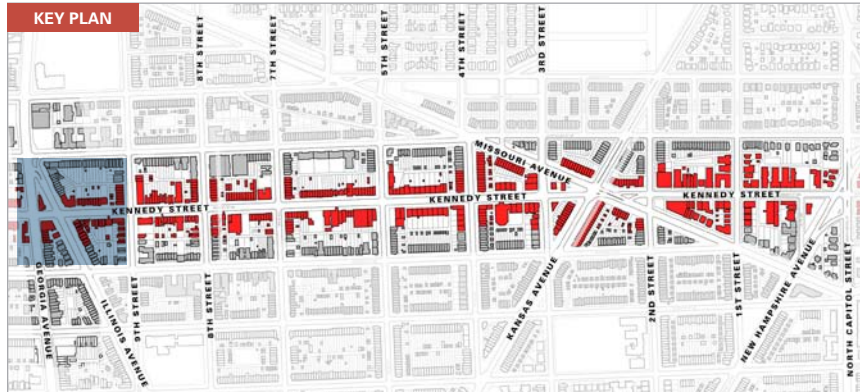 KEY PLAN
8TH STREET
7TH STREET
5TH STREET
4TH STREET
3RD STREET
MISSOURI AVENUE
KENNEDY STREET
KENNEDY STREET
KENNEDY STREET
GEORGIA AVENUE
ILLINOIS AVENUE
9TH STREET
8TH STREET
KANSAS AVENUE
2ND STREET
1ST STREET
NEW HAMPSHIRE AVENUE
NORTH CAPITOL STREET